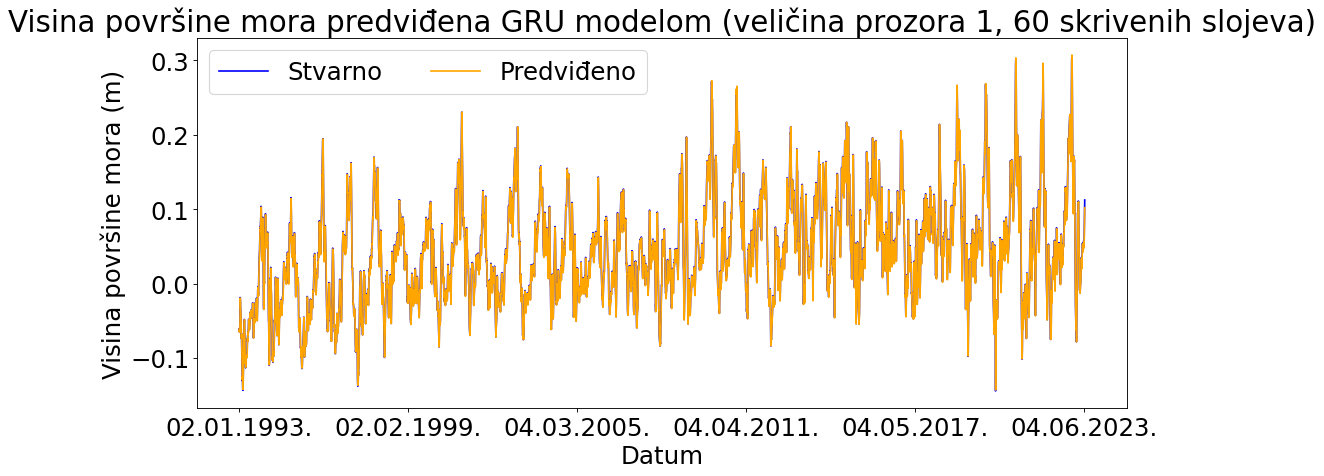 Visina površine mora predviđena GRU modelom (veličina prozora 1, 60 skrivenih slojeva)
Stvarno Predviđeno
Visina površine mora (m)
0.3
0.2
0.1
0.0
−0.1
02.01.1993. 02.02.1999. 04.03.2005. 04.04.2011. 04.05.2017. 04.06.2023.
Datum